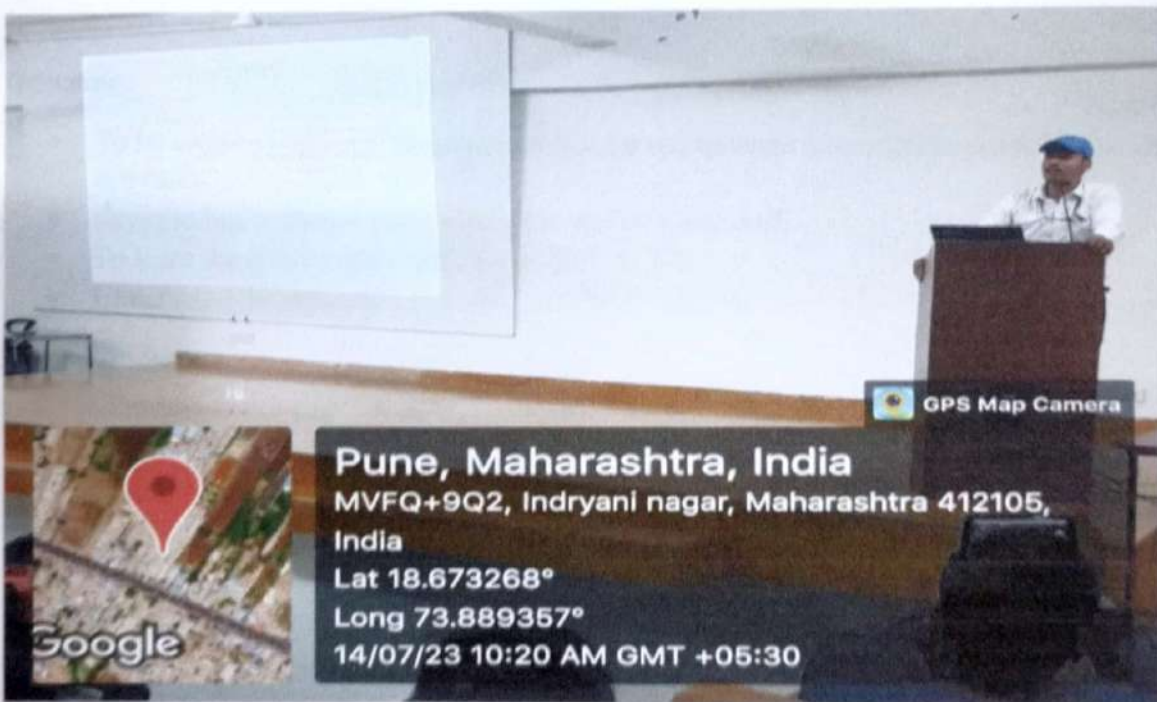 GPS Map Camera
Pune, Maharashtra, India
MVFQ+9Q2, Indryani nagar, Maharashtra 412105,
India
Lat 18.673268°
Long 73.889357°
14/07/23 10:20 AM GMT +05:30
Google